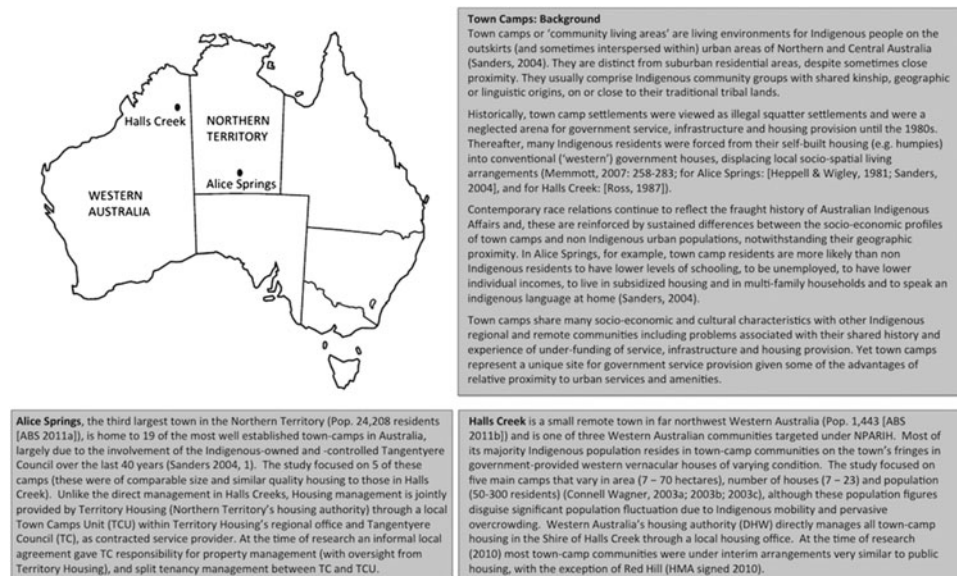 Halls Creek
NORTHERN
TERRITORY
Alice Springs
WESTERN
AUSTRALIA
Town Camps: Background
Town camps or ‘community living areas’ are living environments for Indigenous people on the
outskirts (and sometimes interspersed within) urban areas of Northern and Central Australia
(Sanders, 2004). They are distinct from suburban residential areas, despite sometimes close
proximity. They usually comprise Indigenous community groups with shared kinship, geographic
or linguistic origins, on or close to their traditional tribal lands.
Historically, town camp settlements were viewed as illegal squatter settlements and were a
neglected arena for government service, infrastructure and housing provision until the 1980s.
Thereafter, many Indigenous residents were forced from their self-built housing (e.g. humpies)
into conventional (‘western’) government houses, displacing local socio-spatial living
arrangements (Memmott, 2007: 258-283; for Alice Springs: [Heppell & Wigley, 1981; Sanders,
2004], and for Halls Creek: [Ross, 1987]).
Contemporary race relations continue to reflect the fraught history of Australian Indigenous
Affairs and, these are reinforced by sustained differences between the socio-economic profiles
of town camps and non Indigenous urban populations, notwithstanding their geographic
proximity. In Alice Springs, for example, town camp residents are more likely than non
Indigenous residents to have lower levels of schooling, to be unemployed, to have lower
individual incomes, to live in subsidized housing and in multi-family households and to speak an
indigenous language at home (Sanders, 2004).
Town camps share many socio-economic and cultural characteristics with other Indigenous
regional and remote communities including problems associated with their shared history and
experience of under-funding of service, infrastructure and housing provision. Yet town camps
represent a unique site for government service provision given some of the advantages of
relative proximity to urban services and amenities.
Alice Springs, the third largest town in the Northern Territory (Pop. 24,208 residents
[ABS 2011a]), is home to 19 of the most well established town-camps in Australia,
largely due to the involvement of the Indigenous-owned and -controlled Tangentyere
Council over the last 40 years (Sanders 2004, 1). The study focused on 5 of these
camps (these were of comparable size and similar quality housing to those in Halls
Creek). Unlike the direct management in Halls Creeks, Housing management is jointly
provided by Territory Housing (Northern Territory’s housing authority) through a local
Town Camps Unit (TCU) within Territory Housing’s regional office and Tangentyere
Council (TC), as contracted service provider. At the time of research an informal local
agreement gave TC responsibility for property management (with oversight from
Territory Housing), and split tenancy management between TC and TCU.
Halls Creek is a small remote town in far northwest Western Australia (Pop. 1,443 [ABS
2011b]) and is one of three Western Australian communities targeted under NPARIH. Most of
its majority Indigenous population resides in town-camp communities on the town’s fringes in
government-provided western vernacular houses of varying condition. The study focused on
five main camps that vary in area (7 – 70 hectares), number of houses (7 – 23) and population
(50-300 residents) (Connell Wagner, 2003a; 2003b; 2003c), although these population figures
disguise significant population fluctuation due to Indigenous mobility and pervasive
overcrowding. Western Australia’s housing authority (DHW) directly manages all town-camp
housing in the Shire of Halls Creek through a local housing office. At the time of research
(2010) most town-camp communities were under interim arrangements very similar to public
housing, with the exception of Red Hill (HMA signed 2010).